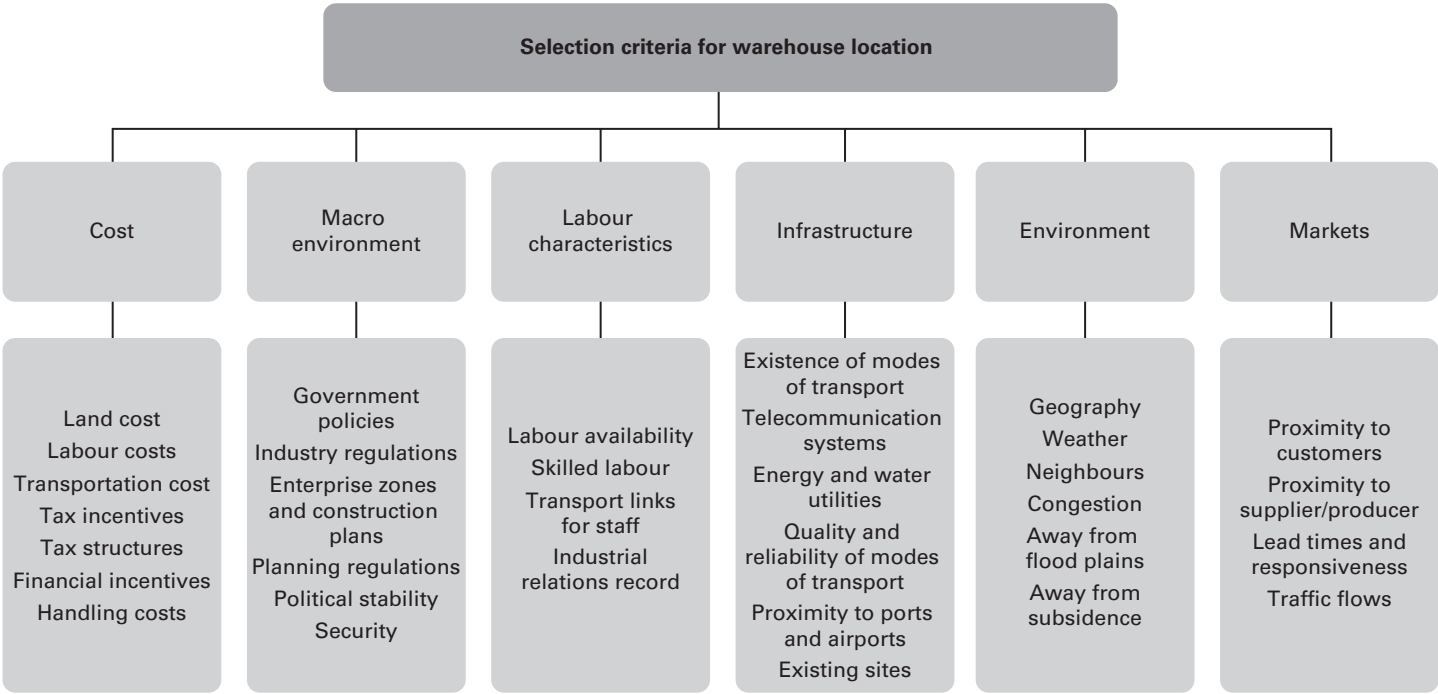 Selection criteria for warehouse location
Cost
Macro
environment
Labour
characteristics
Infrastructure
Environment
Markets
Land cost
Labour costs
Transportation cost
Tax incentives
Tax structures
Financial incentives
Handling costs
Government
policies
Industry regulations
Enterprise zones
and construction
plans
Planning regulations
Political stability
Security
Labour availability
Skilled labour
Transport links
for staff
Industrial
relations record
Existence of modes
of transport
Telecommunication
systems
Energy and water
utilities
Quality and
reliability of modes
of transport
Proximity to ports
and airports
Existing sites
Geography
Weather
Neighbours
Congestion
Away from
flood plains
Away from
subsidence
Proximity to
customers
Proximity to
supplier/producer
Lead times and
responsiveness
Traffic flows